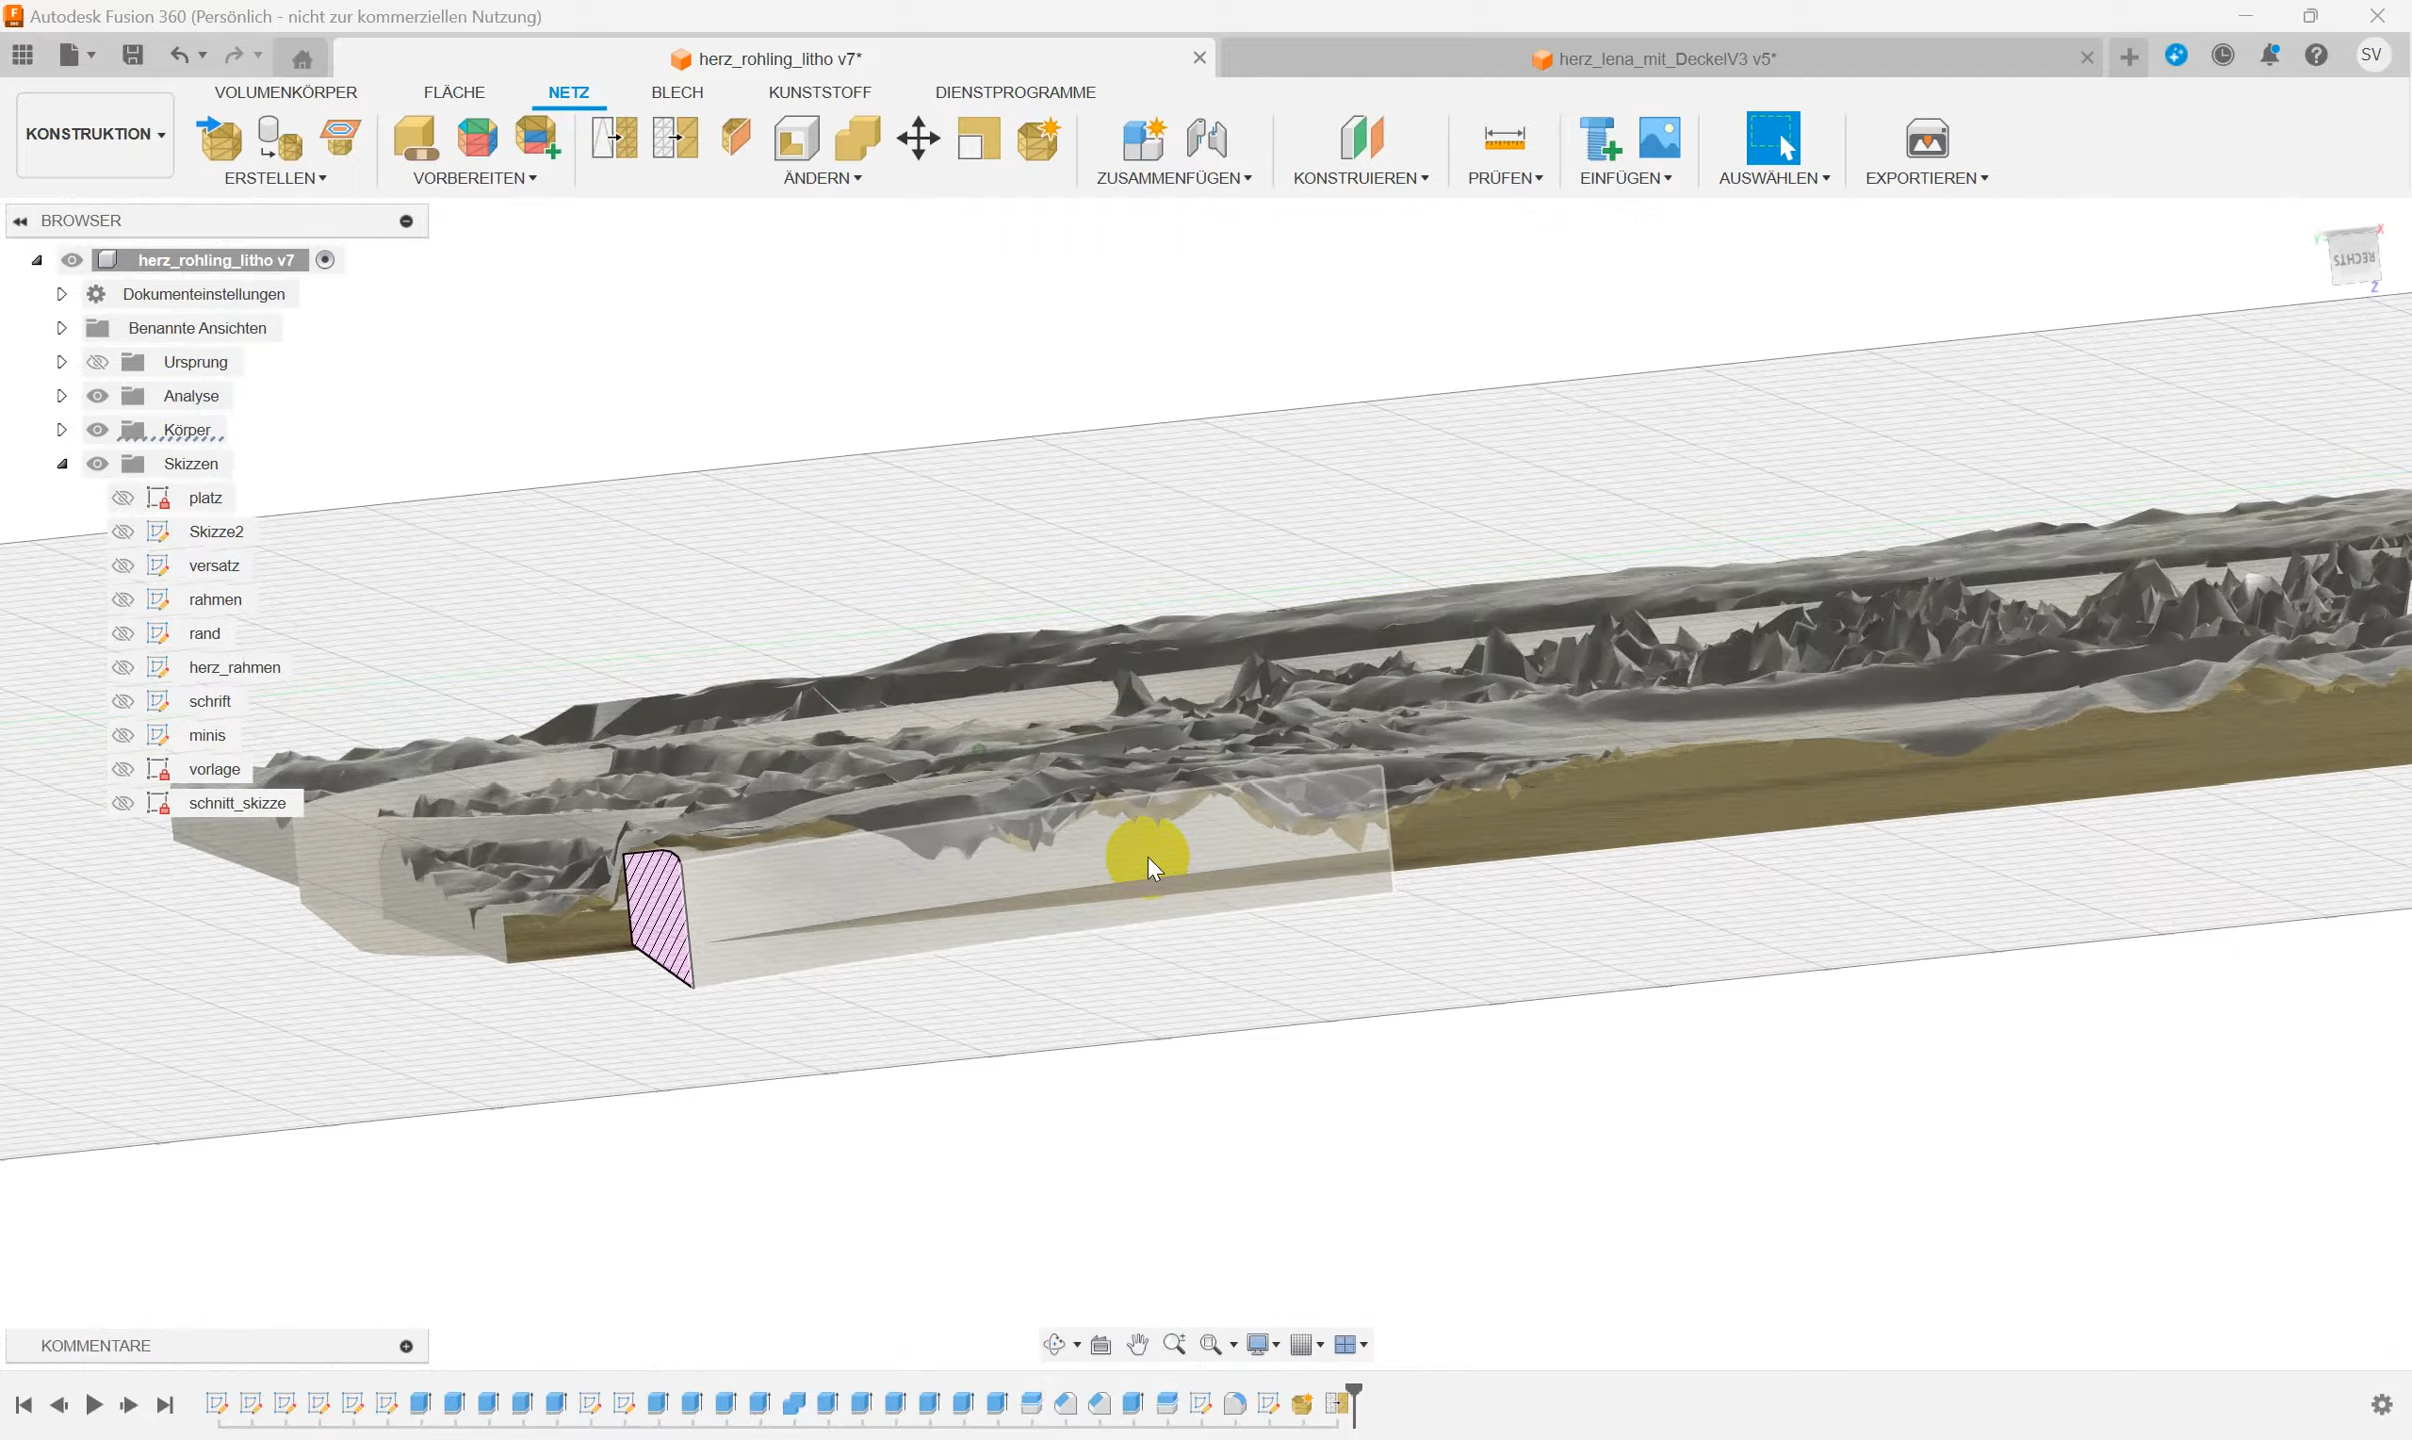 Autodesk Fusion 360 (Persönlich - nicht zur kommerziellen Nutzung)
herz_rohling_litho v7*
herz_lena_mit_DeckelV3 v5*
SV
VOLUMENKÖRPER
FLÄCHE
NETZ
BLECH
KUNSTSTOFF
DIENSTPROGRAMME
KONSTRUKTION
ERSTELLEN
VORBEREITEN
ÄNDERN
ZUSAMMENFÜGEN
KONSTRUIEREN
PRÜFEN
EINFÜGEN
AUSWÄHLEN
EXPORTIEREN
BROWSER
herz_rohling_litho v7
Dokumenteinstellungen
Benannte Ansichten
Ursprung
Analyse
Körper
Skizzen
platz
Skizze2
versatz
rahmen
rand
herz_rahmen
schrift
minis
vorlage
schnitt_skizze
X
Y
RECHTS
Z
KOMMENTARE